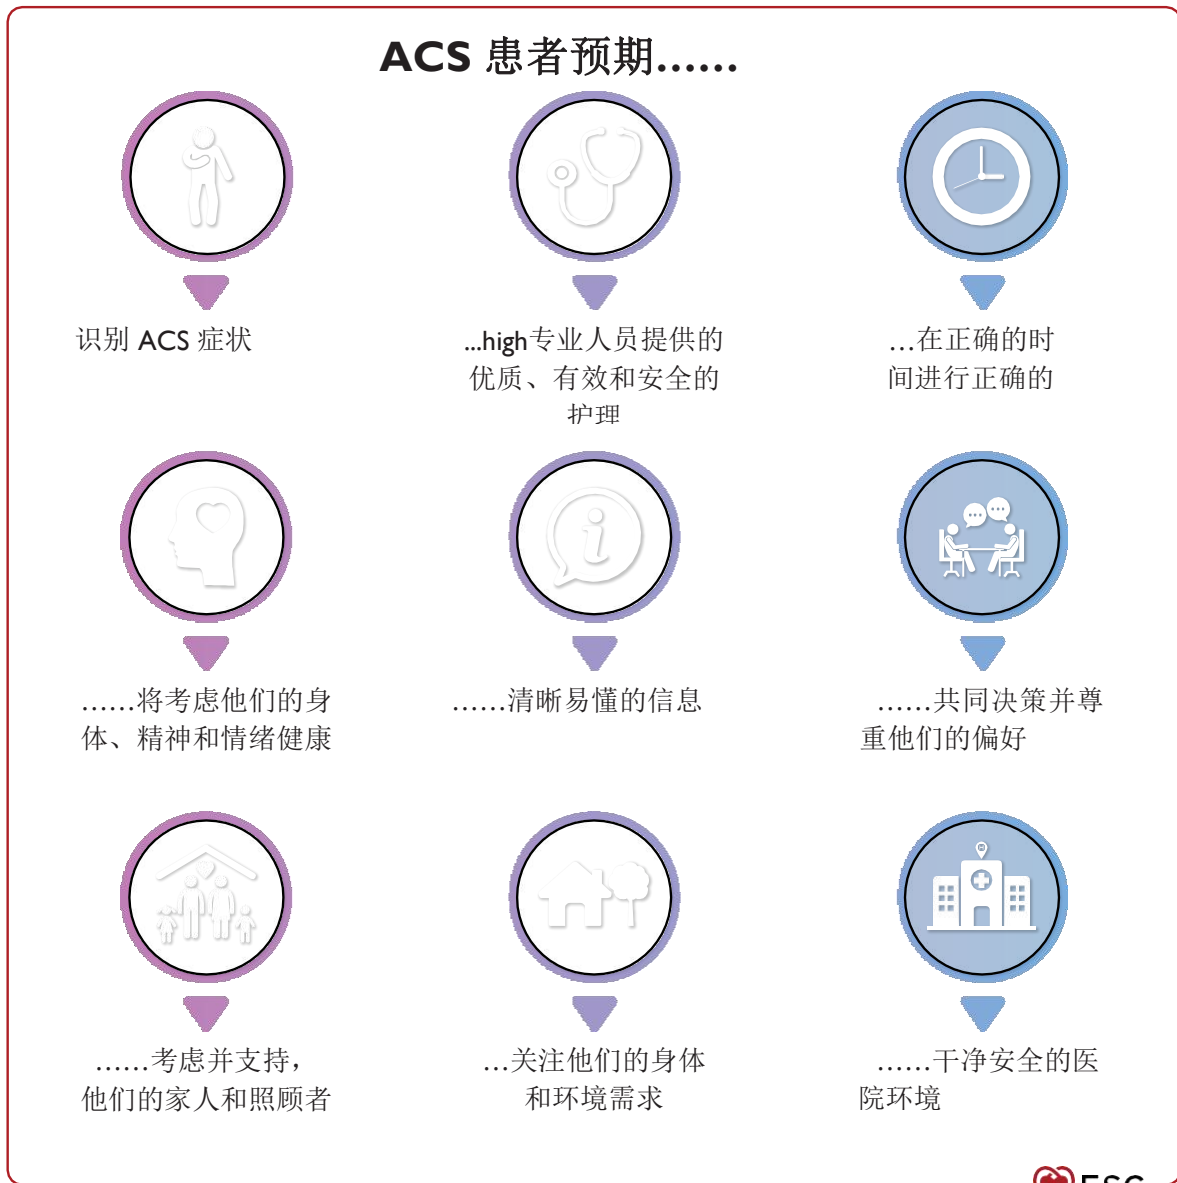 ACS 患者预期……
识别 ACS 症状
...high专业人员提供的
优质、有效和安全的
护理
…在正确的时
间进行正确的
……将考虑他们的身
体、精神和情绪健康
……清晰易懂的信息
……共同决策并尊
重他们的偏好
……考虑并支持，
他们的家人和照顾者
…关注他们的身体
和环境需求
……干净安全的医
院环境
ESC